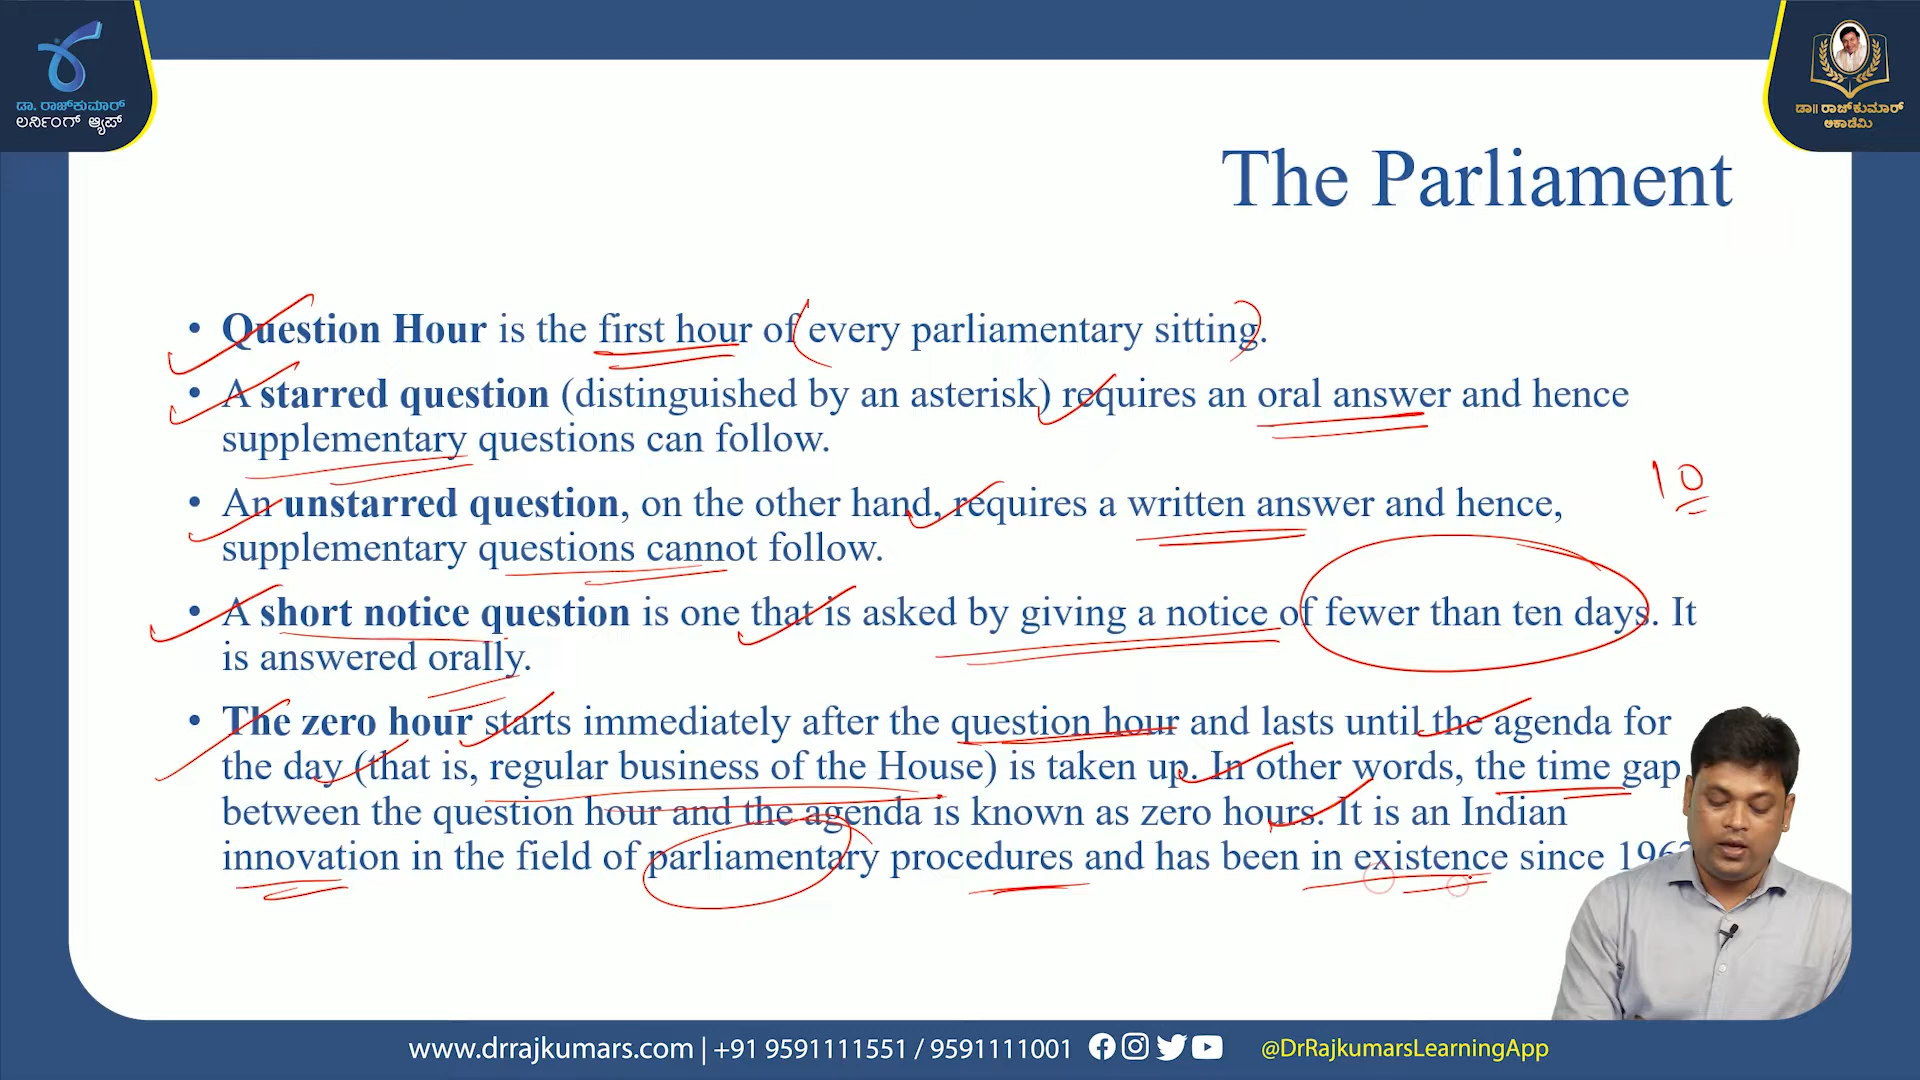 ಡಾ. ರಾಜ್‌ಕುಮಾರ್
ಲರ್ನಿಂಗ್ ಆ್ಯಪ್
ಡಾ|| ರಾಜ್‌ಕುಮಾರ್
ಅಕಾಡೆಮಿ
The Parliament
• Question Hour is the first hour of every parliamentary sitting.
• A starred question (distinguished by an asterisk) requires an oral answer and hence
supplementary questions can follow.
10
• An unstarred question, on the other hand, requires a written answer and hence,
supplementary questions cannot follow.
• A short notice question is one that is asked by giving a notice of fewer than ten days. It
is answered orally.
• The zero hour starts immediately after the question hour and lasts until the agenda for
the day (that is, regular business of the House) is taken up. In other words, the time gap
between the question hour and the agenda is known as zero hours. It is an Indian
innovation in the field of parliamentary procedures and has been in existence since
www.drrajkumars.com | +91 9591111551 / 9591111001 @DrRajkumarsLearningApp